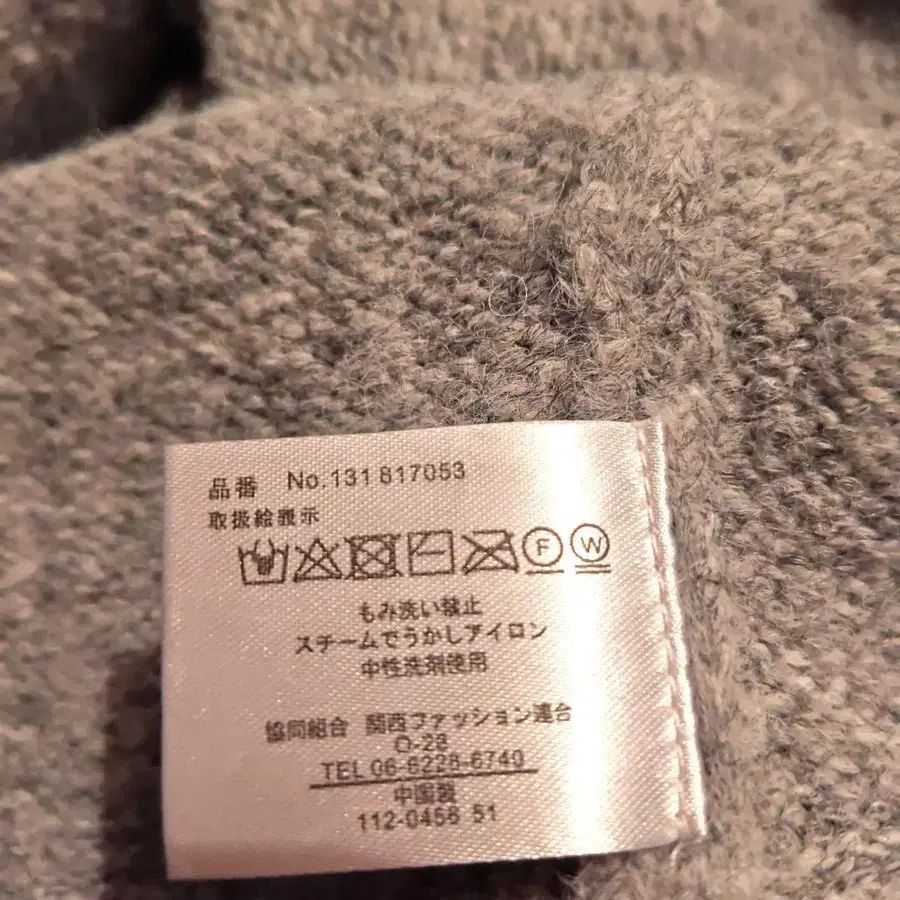 品番 No.131 817053
取扱絵表示
F W
もみ洗い禁止
スチームでうかしアイロン
中性洗剤使用
協同組合 関西ファッション連合
O-28
TEL 06-6228-6740
中国製
112-0456 51